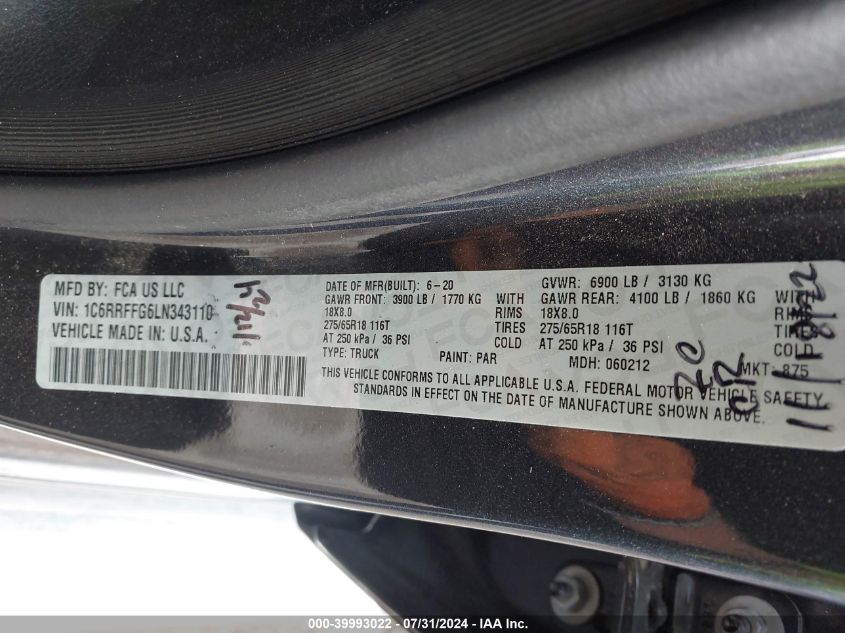 MFD BY: FCA US LLC
VIN: 1C6RRFFG6LN343110
VEHICLE MADE IN: U.S.A.
DATE OF MFR(BUILT): 6-20 GVWR: 6900 LB / 3130 KG
GAWR FRONT: 3900 LB / 1770 KG WITH GAWR REAR: 4100 LB / 1860 KG WITH
18X8.0 RIMS 18X8.0 RIMS
275/65R18 116T TIRES 275/65R18 116T TIRES
AT 250 kPa / 36 PSI COLD AT 250 kPa / 36 PSI COLD
TYPE: TRUCK PAINT: PAR MDH: 060212 MKT: 875
THIS VEHICLE CONFORMS TO ALL APPLICABLE U.S.A. FEDERAL MOTOR VEHICLE SAFETY
STANDARDS IN EFFECT ON THE DATE OF MANUFACTURE SHOWN ABOVE.
000-39993022 - 07/31/2024 - IAA Inc.